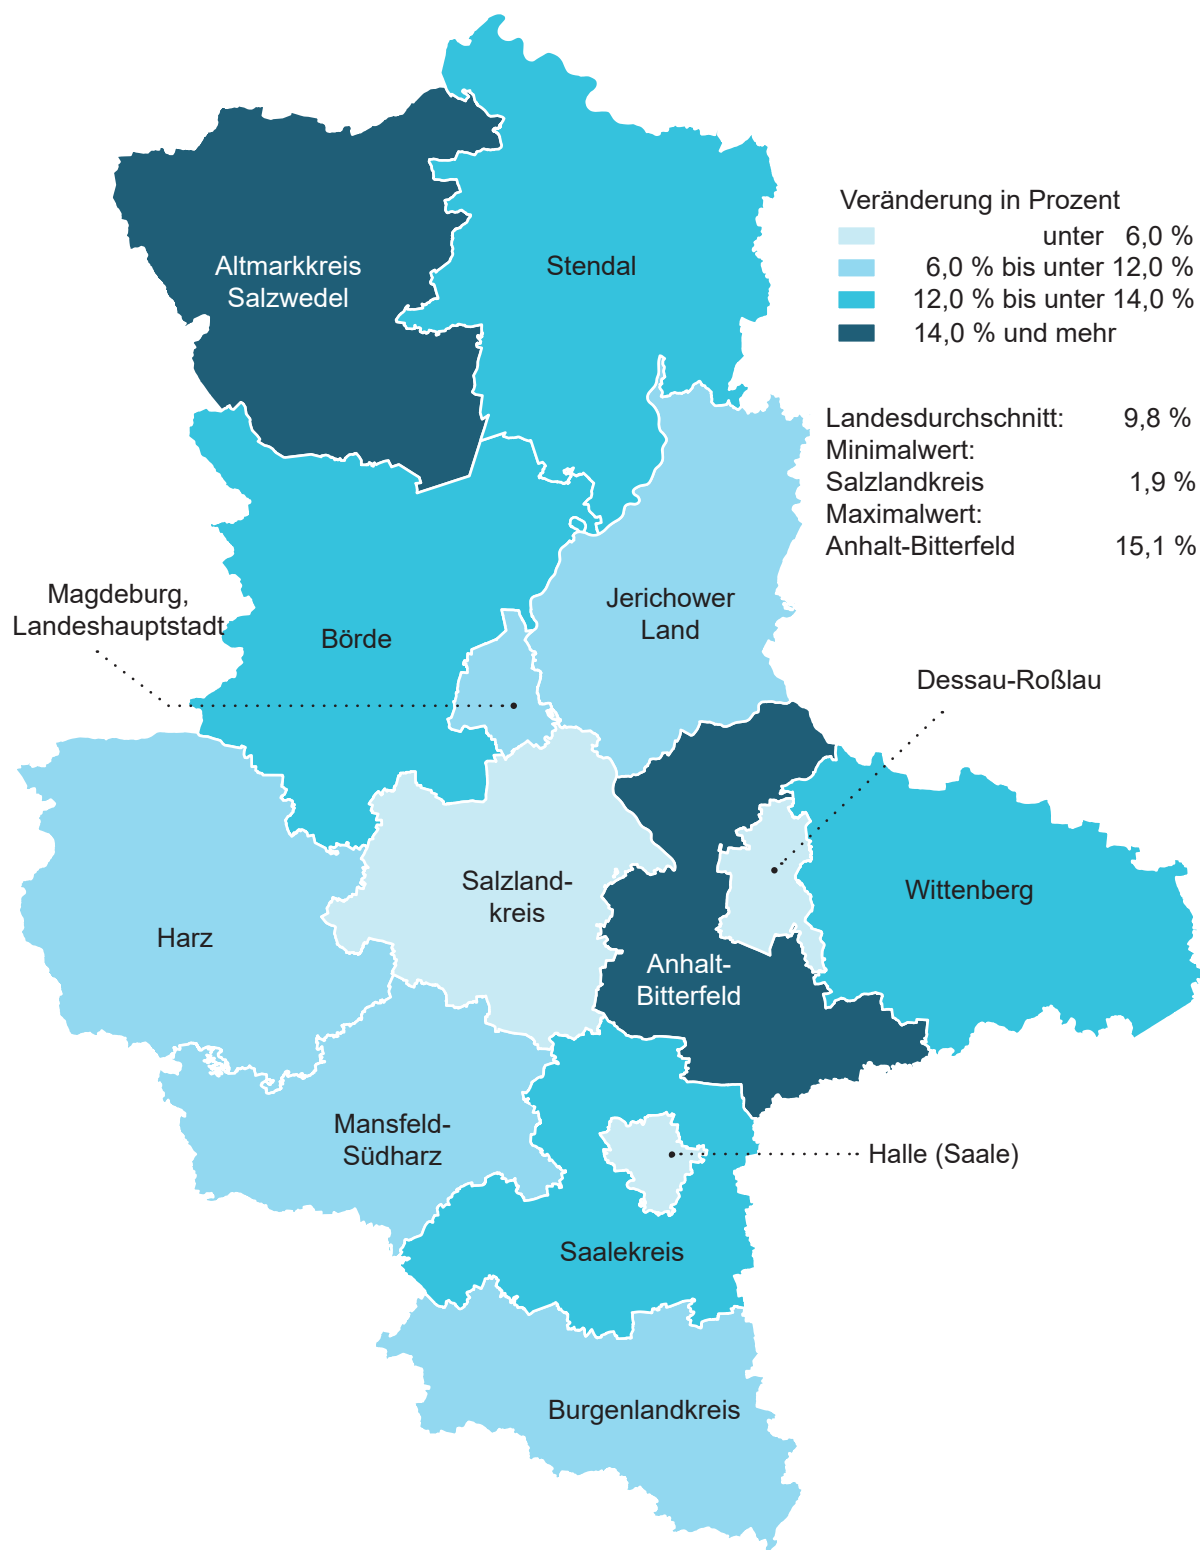 Veränderung in Prozent
unter 6,0 %
6,0 % bis unter 12,0 %
12,0 % bis unter 14,0 %
14,0 % und mehr
Landesdurchschnitt: 9,8 %
Minimalwert:
Salzlandkreis 1,9 %
Maximalwert:
Anhalt-Bitterfeld 15,1 %
Altmarkkreis
Salzwedel
Stendal
Magdeburg,
Landeshauptstadt
Börde
Jerichower
Land
Dessau-Roßlau
Harz
Salzland-
kreis
Wittenberg
Anhalt-
Bitterfeld
Mansfeld-
Südharz
Halle (Saale)
Saalekreis
Burgenlandkreis